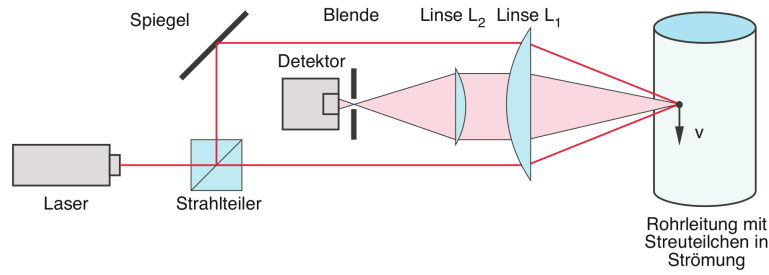 Spiegel
Blende
Linse L2
Linse L1
Detektor
v
Laser
Strahlteiler
Rohrleitung mit
Streuteilchen in
Strömung